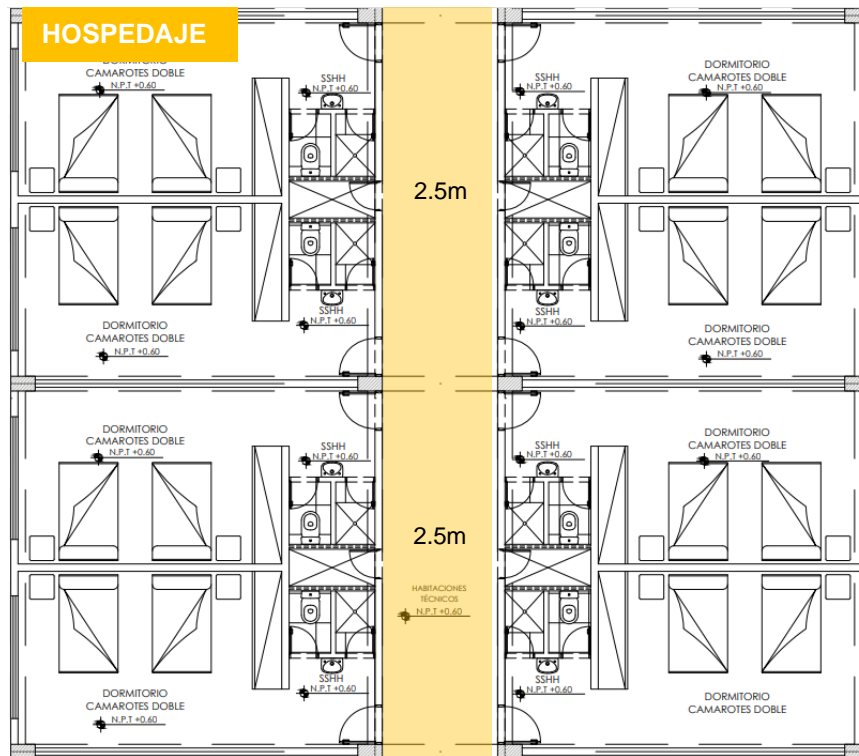 HOSPEDAJE
DORMITORIO
CAMAROTES DOBLE
N.P.T +0.60
SSHH
N.P.T +0.60
SSHH
N.P.T +0.60
DORMITORIO
CAMAROTES DOBLE
N.P.T +0.60
2.5m
DORMITORIO
CAMAROTES DOBLE
N.P.T +0.60
SSHH
N.P.T +0.60
SSHH
N.P.T +0.60
DORMITORIO
CAMAROTES DOBLE
N.P.T +0.60
DORMITORIO
CAMAROTES DOBLE
N.P.T +0.60
SSHH
N.P.T +0.60
SSHH
N.P.T +0.60
DORMITORIO
CAMAROTES DOBLE
N.P.T +0.60
2.5m
HABITACIONES
TÉCNICOS
N.P.T +0.60
DORMITORIO
CAMAROTES DOBLE
N.P.T +0.60
SSHH
N.P.T +0.60
SSHH
N.P.T +0.60
DORMITORIO
CAMAROTES DOBLE